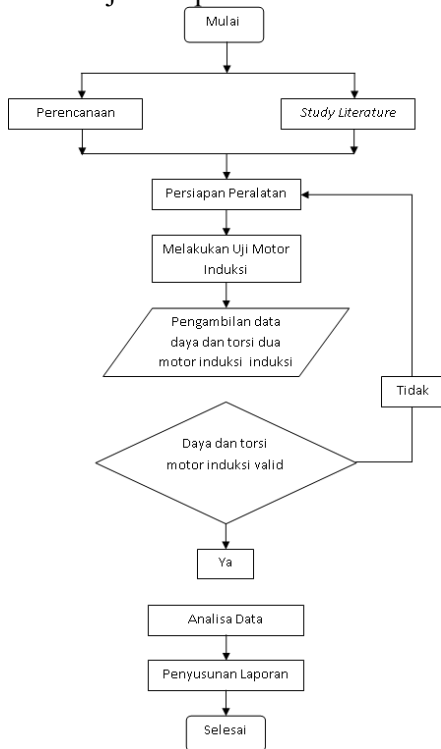 Mulai
Perencanaan
Study Literature
Persiapan Peralatan
Melakukan Uji Motor
Induksi
Pengambilan data
daya dan torsi dua
motor induksi induksi
Tidak
Daya dan torsi
motor induksi valid
Ya
Analisa Data
Penyusunan Laporan
Selesai